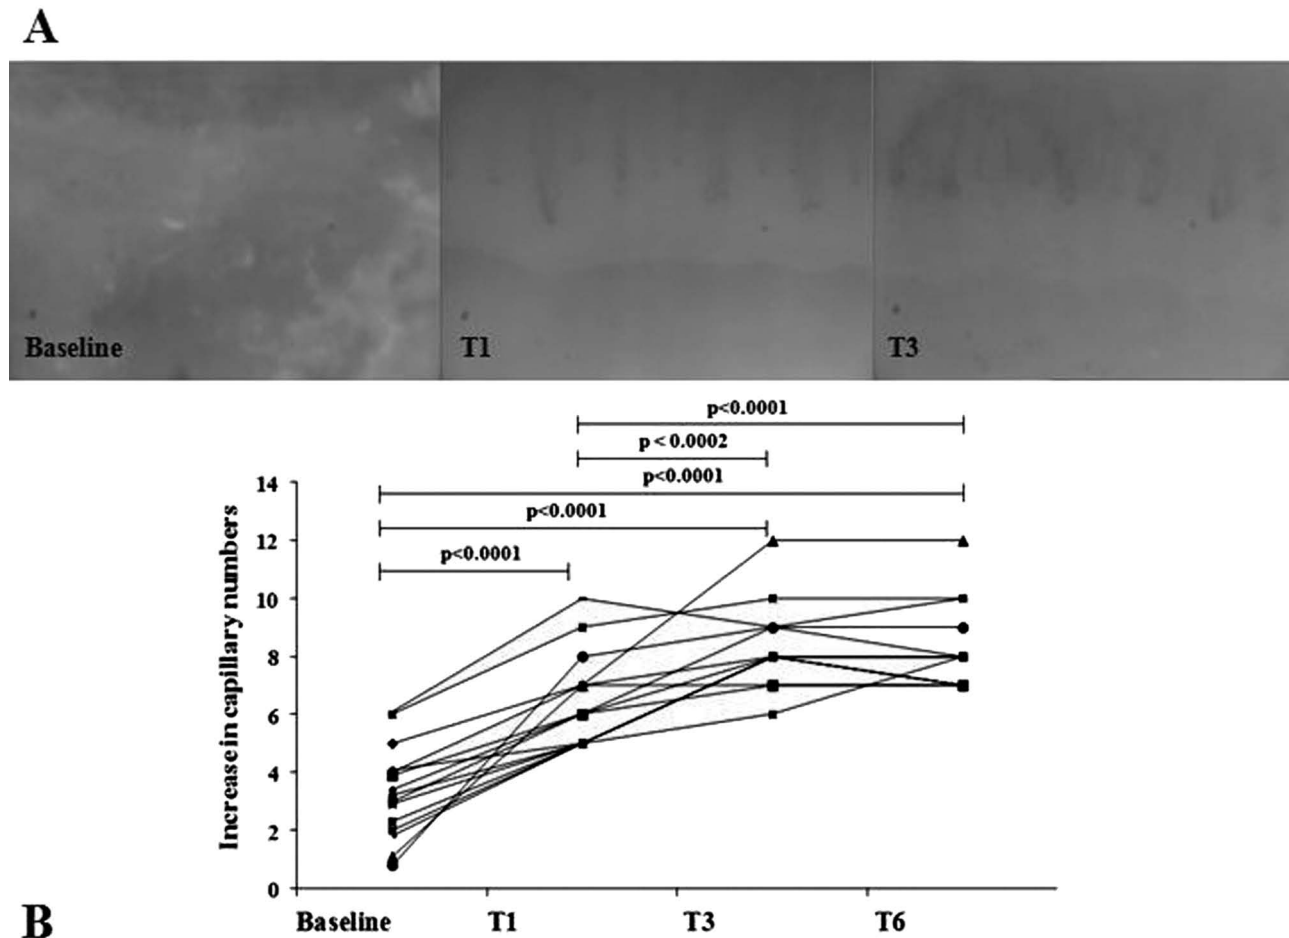 A
Baseline
T1
T3
p<0.0001
p < 0.0002
p<0.0001
p<0.0001
p<0.0001
Increase in capillary numbers
14
12
10
8
6
4
2
0
Baseline
T1
T3
T6
B